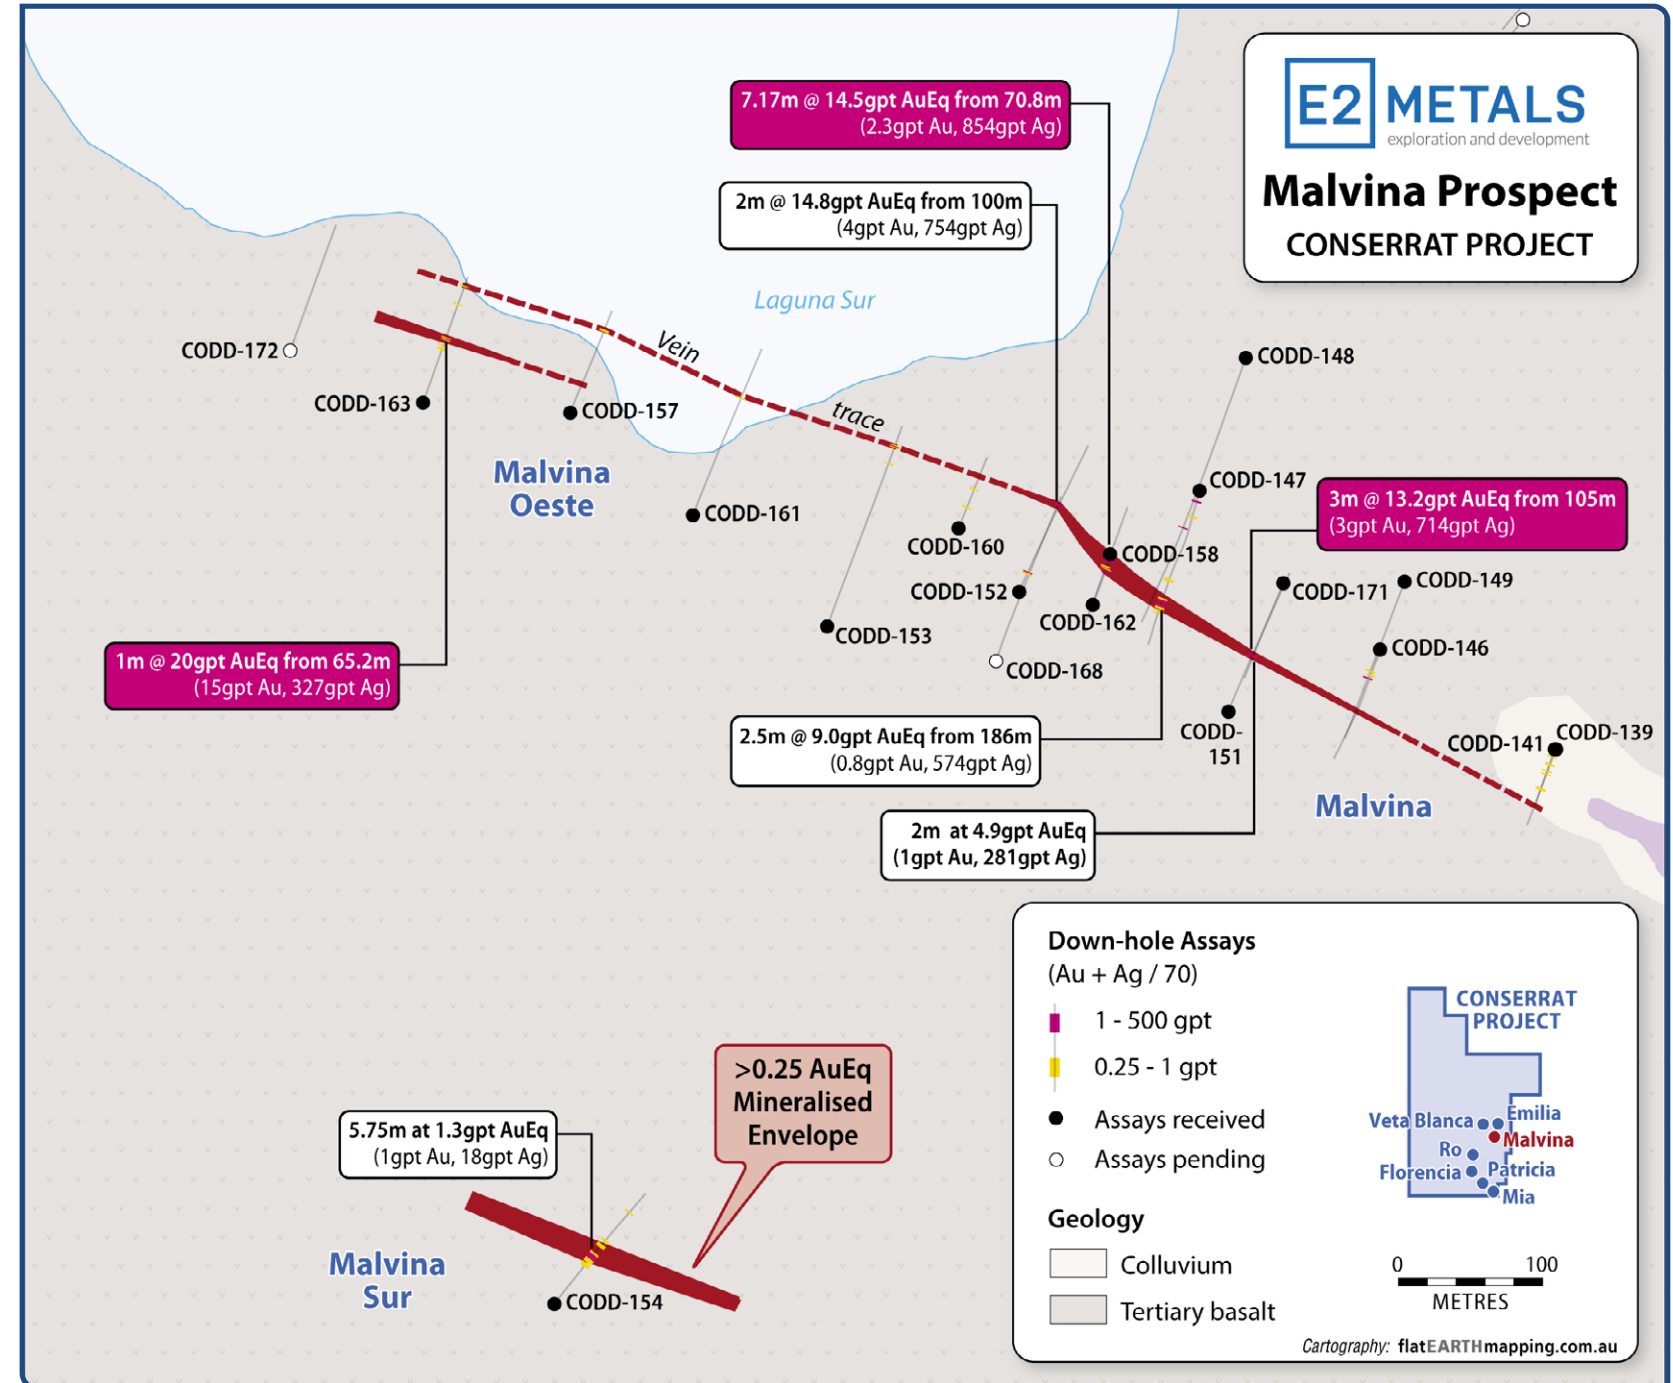 E2 METALS
exploration and development
Malvina Prospect
CONSERRAT PROJECT
7.17m @ 14.5gpt AuEq from 70.8m
(2.3gpt Au, 854gpt Ag)
2m @ 14.8gpt AuEq from 100m
(4gpt Au, 754gpt Ag)
Laguna Sur
Vein
trace
CODD-172
CODD-163
CODD-157
CODD-148
Malvina
Oeste
CODD-161
CODD-147
3m @ 13.2gpt AuEq from 105m
(3gpt Au, 714gpt Ag)
CODD-160
CODD-158
CODD-152
CODD-162
CODD-171
CODD-149
CODD-153
CODD-168
CODD-146
1m @ 20gpt AuEq from 65.2m
(15gpt Au, 327gpt Ag)
2.5m @ 9.0gpt AuEq from 186m
(0.8gpt Au, 574gpt Ag)
CODD-
151
CODD-141
CODD-139
Malvina
2m at 4.9gpt AuEq
(1gpt Au, 281gpt Ag)
>0.25 AuEq
Mineralised
Envelope
5.75m at 1.3gpt AuEq
(1gpt Au, 18gpt Ag)
Malvina
Sur
CODD-154
Down-hole Assays
(Au + Ag / 70)
1 - 500 gpt
0.25 - 1 gpt
Assays received
Assays pending
Geology
Colluvium
Tertiary basalt
CONSERRAT
PROJECT
Veta Blanca
Emilia
Malvina
Ro
Florencia
Patricia
Mia
0 100
METRES
Cartography: flatEARTHmapping.com.au